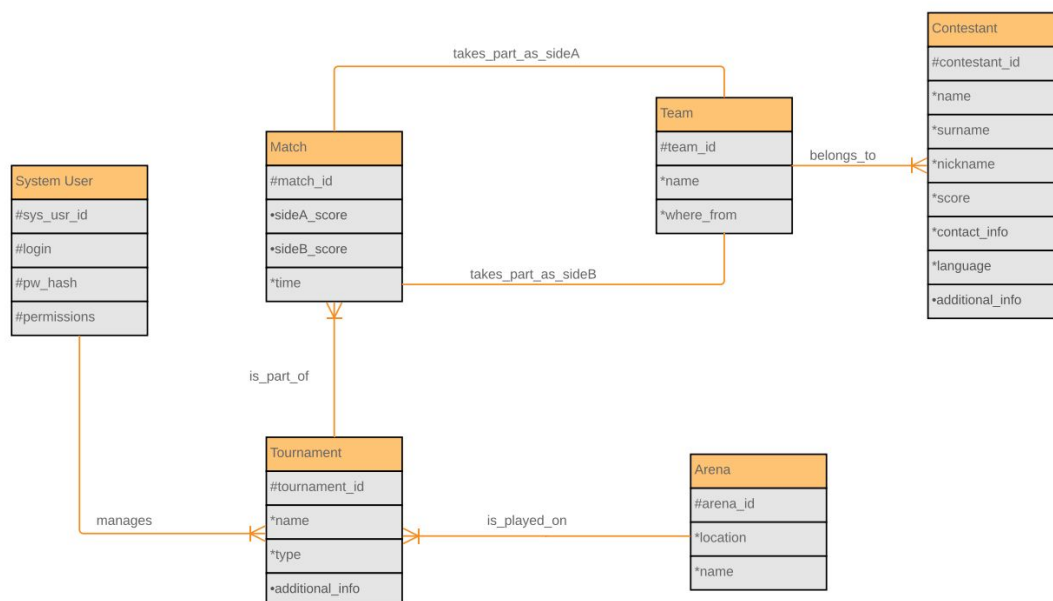 takes_part_as_sideA
Contestant
#contestant_id
*name
*surname
*nickname
*score
*contact_info
*language
•additional_info
Team
#team_id
*name
*where_from
belongs_to
Match
#match_id
•sideA_score
•sideB_score
*time
takes_part_as_sideB
System User
#sys_usr_id
#login
#pw_hash
#permissions
is_part_of
manages
Tournament
#tournament_id
*name
*type
•additional_info
is_played_on
Arena
#arena_id
*location
*name